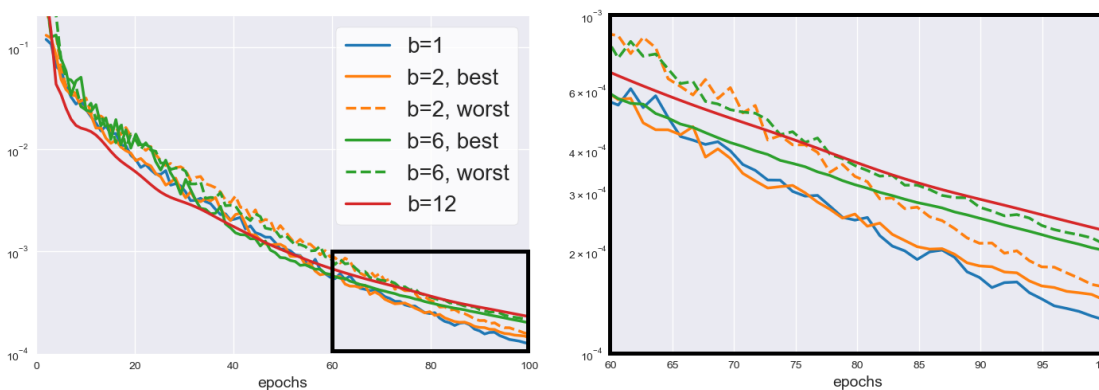 10⁻¹
10⁻²
10⁻³
10⁻⁴
0 20 40 60 80 100
epochs
b=1
b=2, best
b=2, worst
b=6, best
b=6, worst
b=12
10⁻³
6 × 10⁻⁴
4 × 10⁻⁴
3 × 10⁻⁴
2 × 10⁻⁴
10⁻⁴
60 65 70 75 80 85 90 95 100
epochs